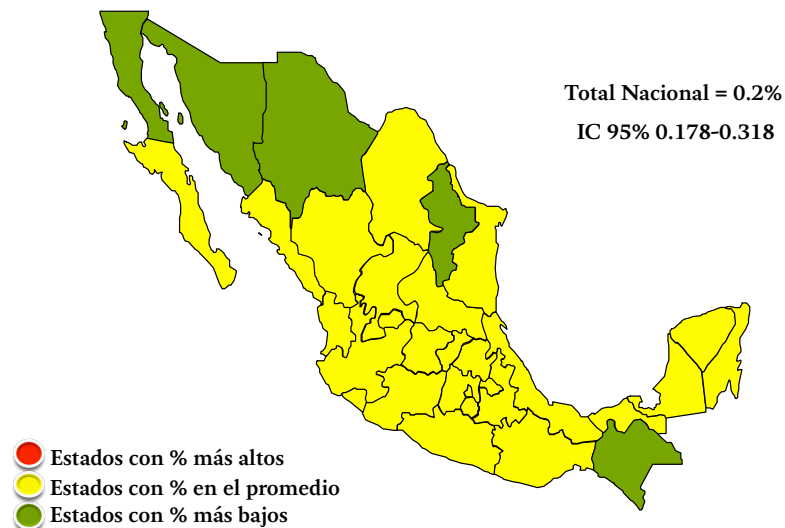 Total Nacional = 0.2%
IC 95% 0.178-0.318
Estados con % más altos
Estados con % en el promedio
Estados con % más bajos